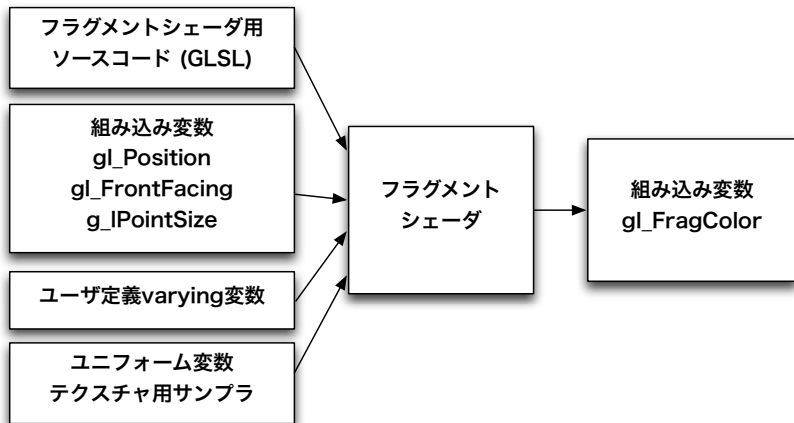 フラグメントシェーダ用
ソースコード (GLSL)
組み込み変数
gl_Position
gl_FrontFacing
g_lPointSize
ユーザ定義varying変数
ユニフォーム変数
テクスチャ用サンプラ
フラグメント
シェーダ
組み込み変数
gl_FragColor